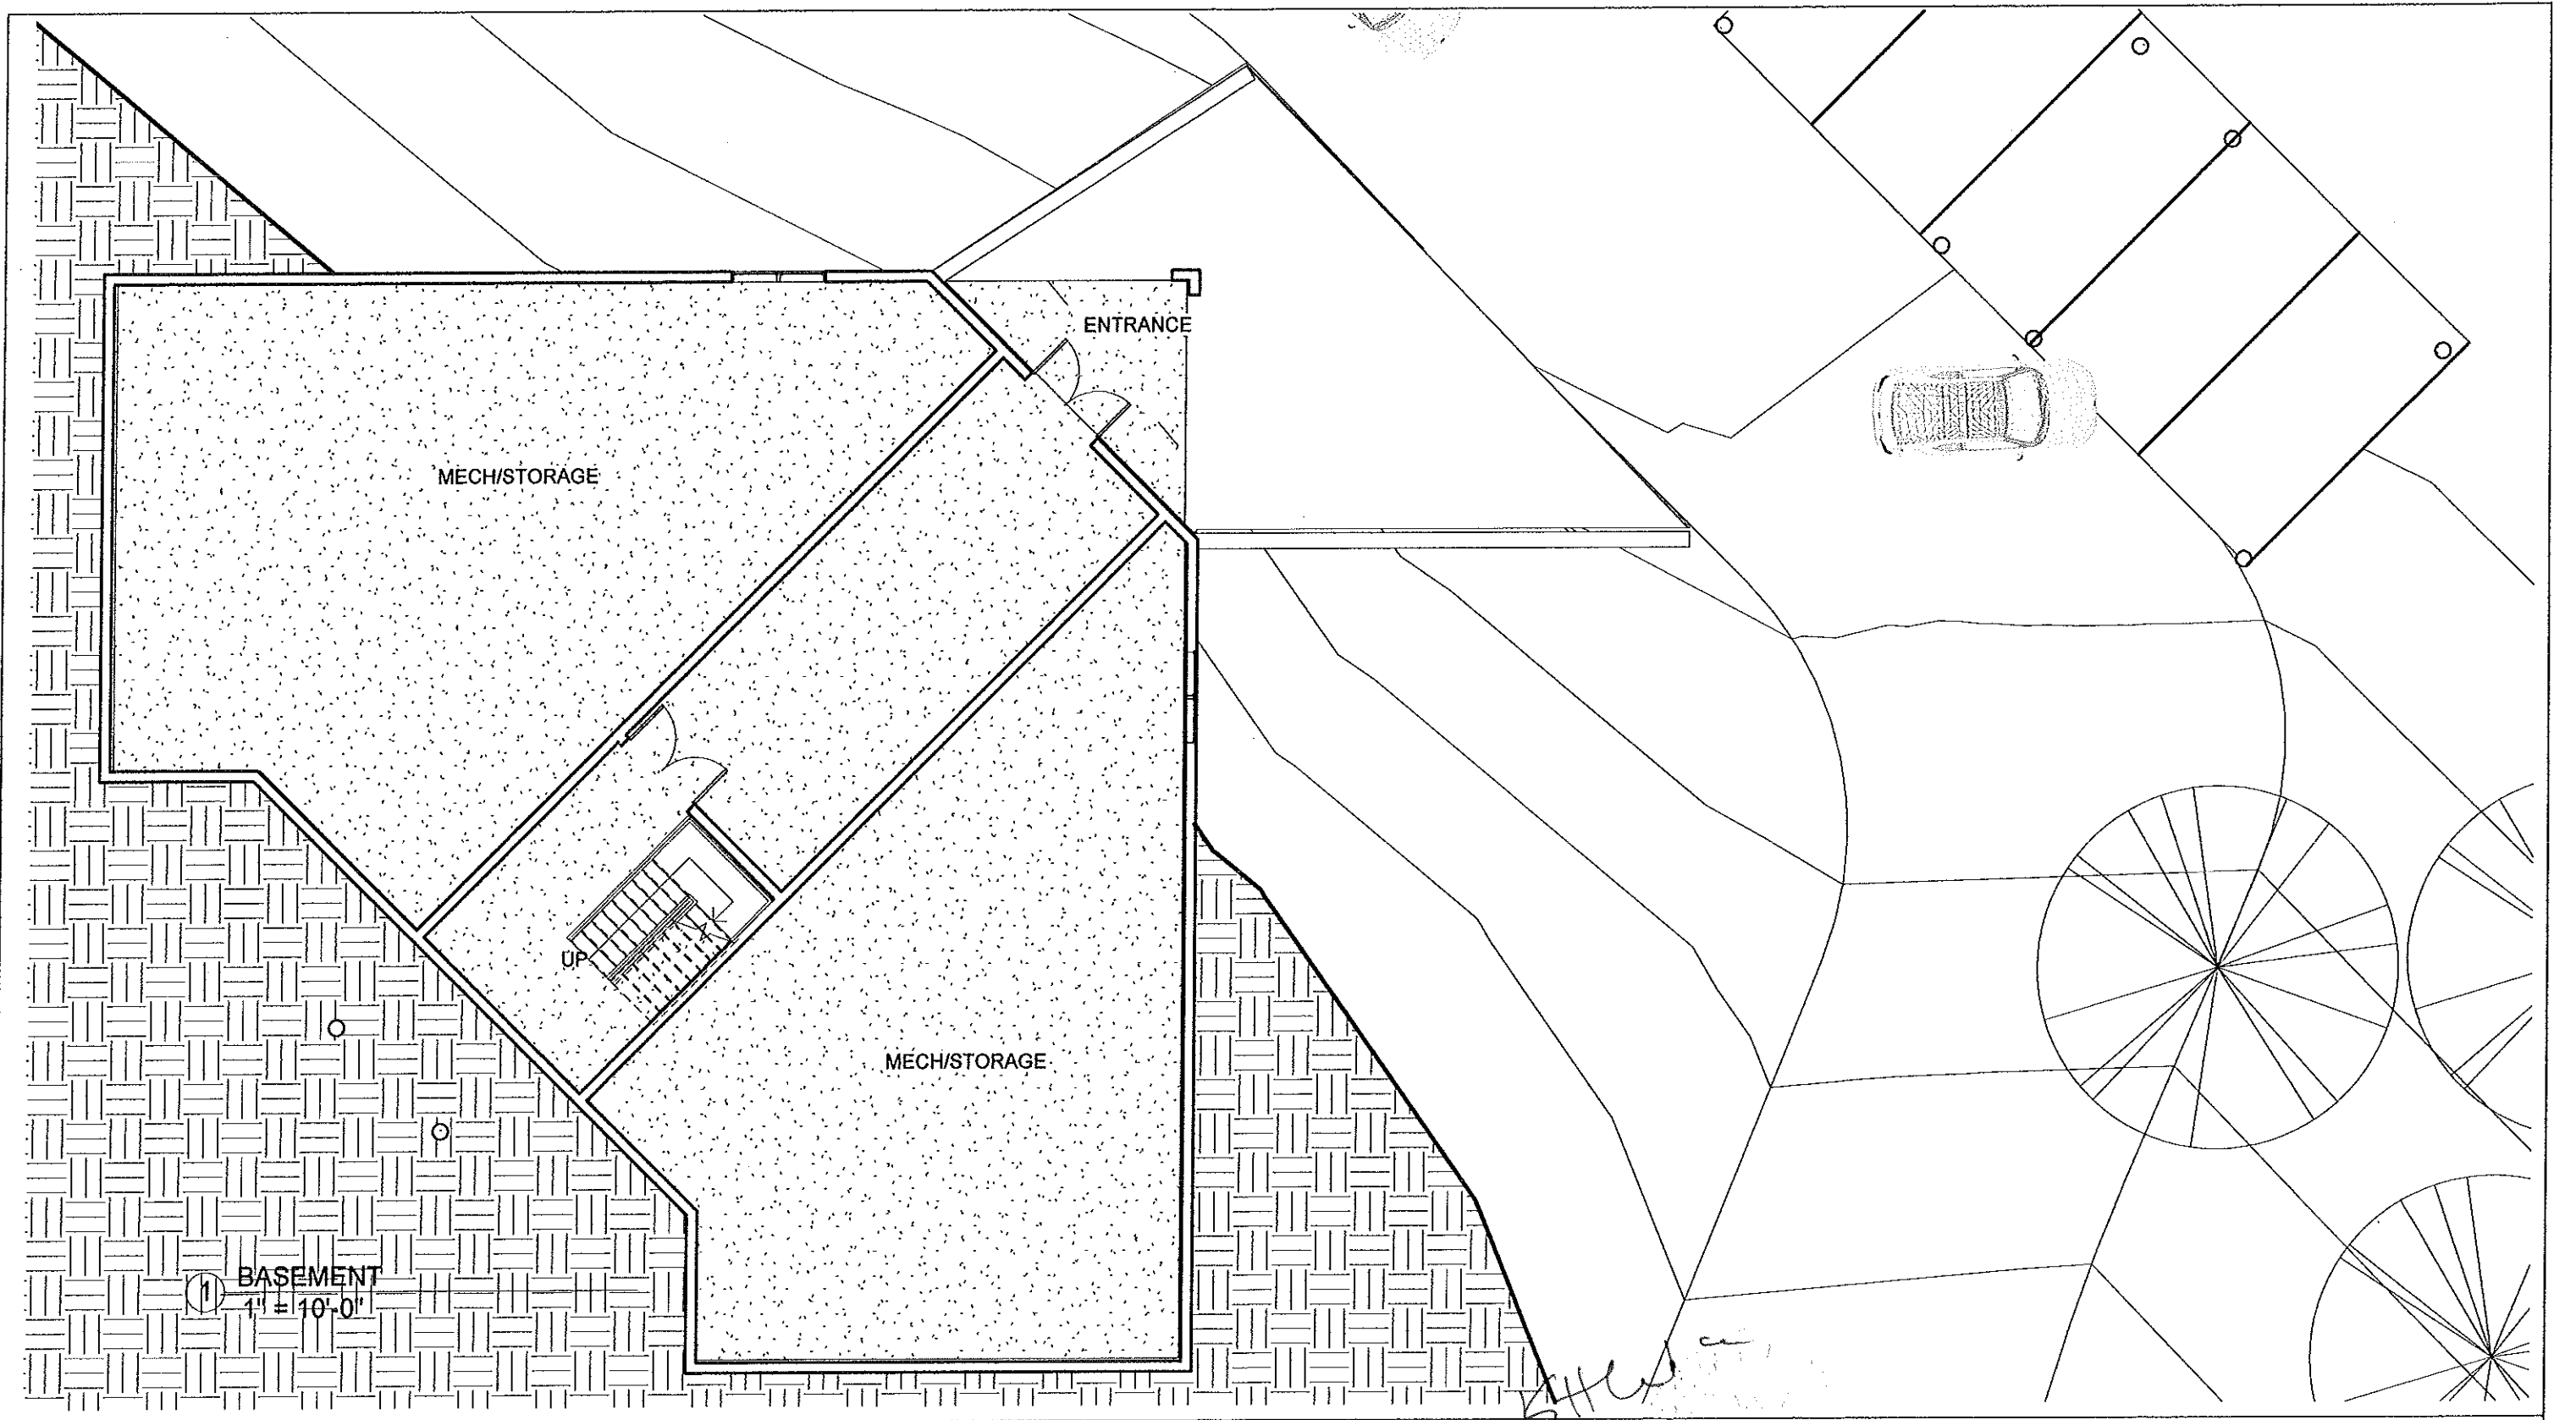 ENTRANCE
MECH/STORAGE
UP
MECH/STORAGE
1 BASEMENT
1" = 10'-0"